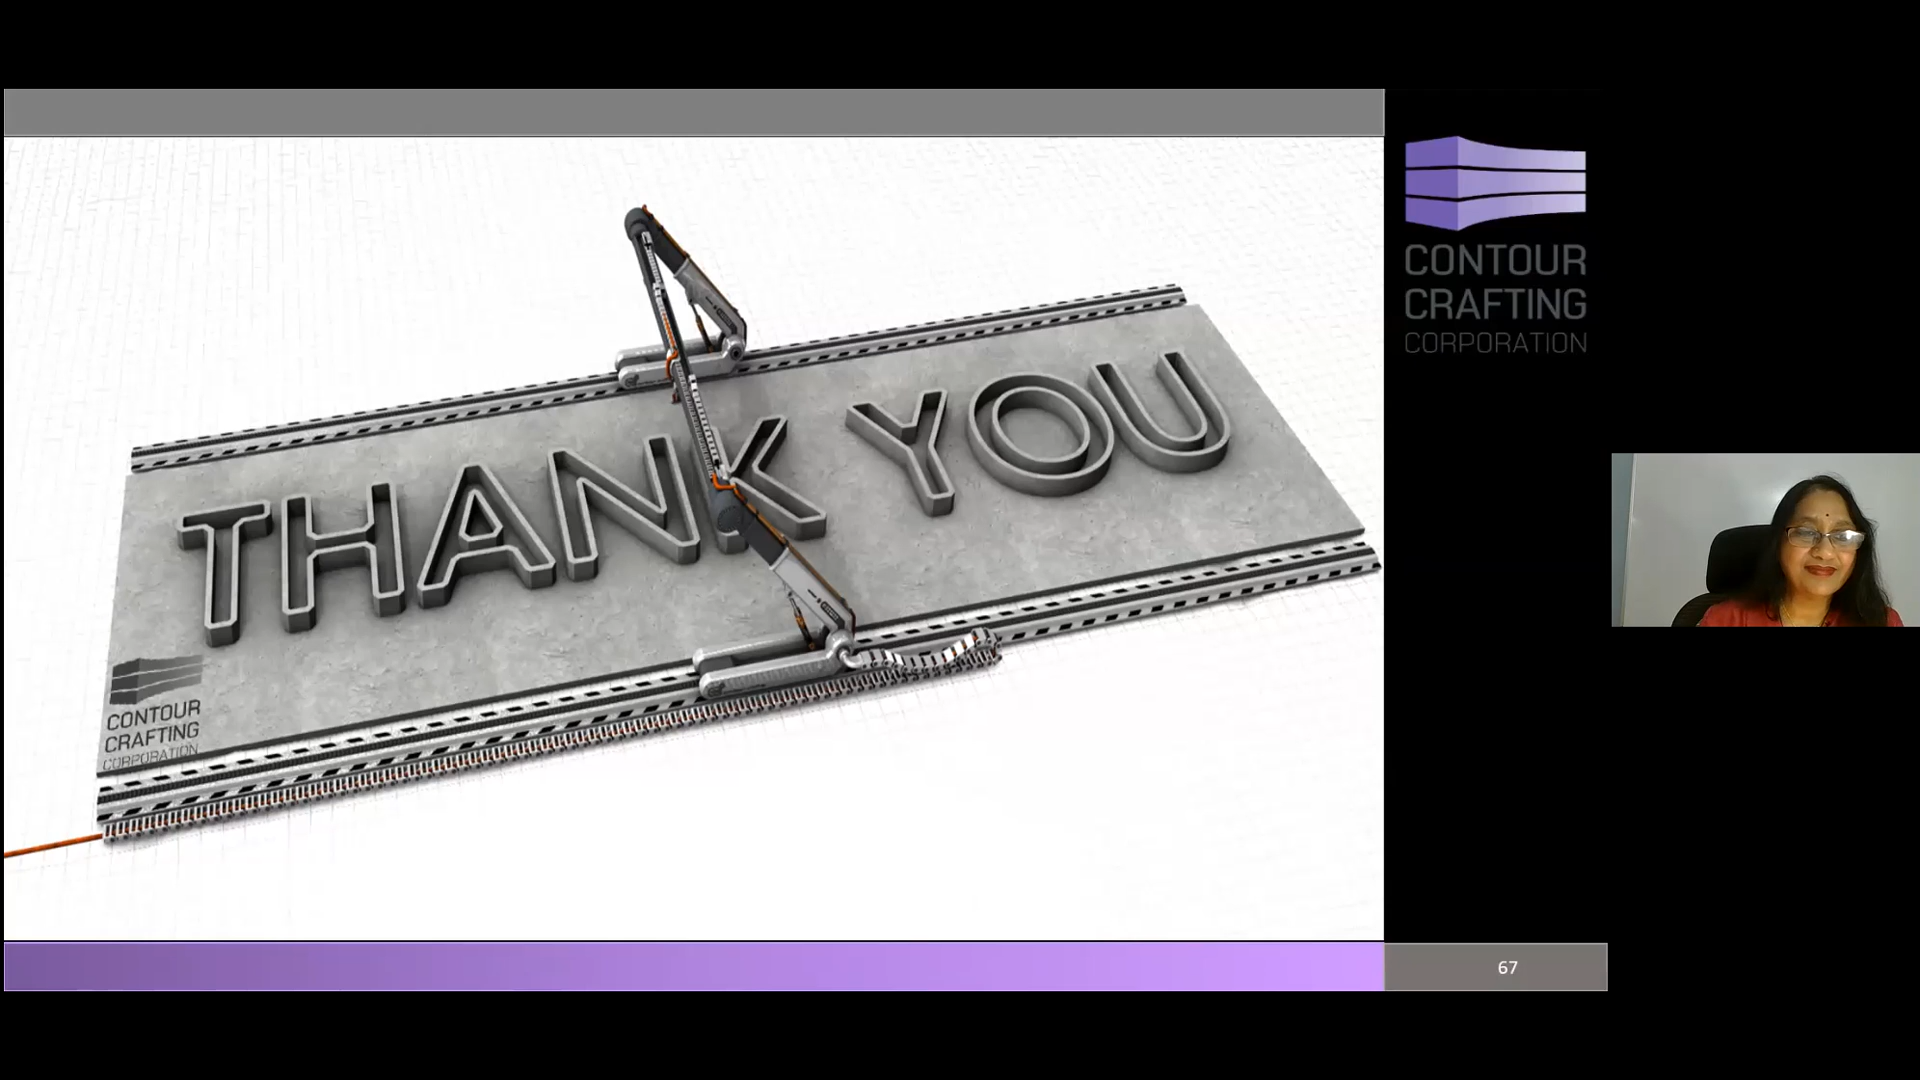 THANK YOU
CONTOUR
CRAFTING
CORPORATION
CONTOUR
CRAFTING
CORPORATION
67